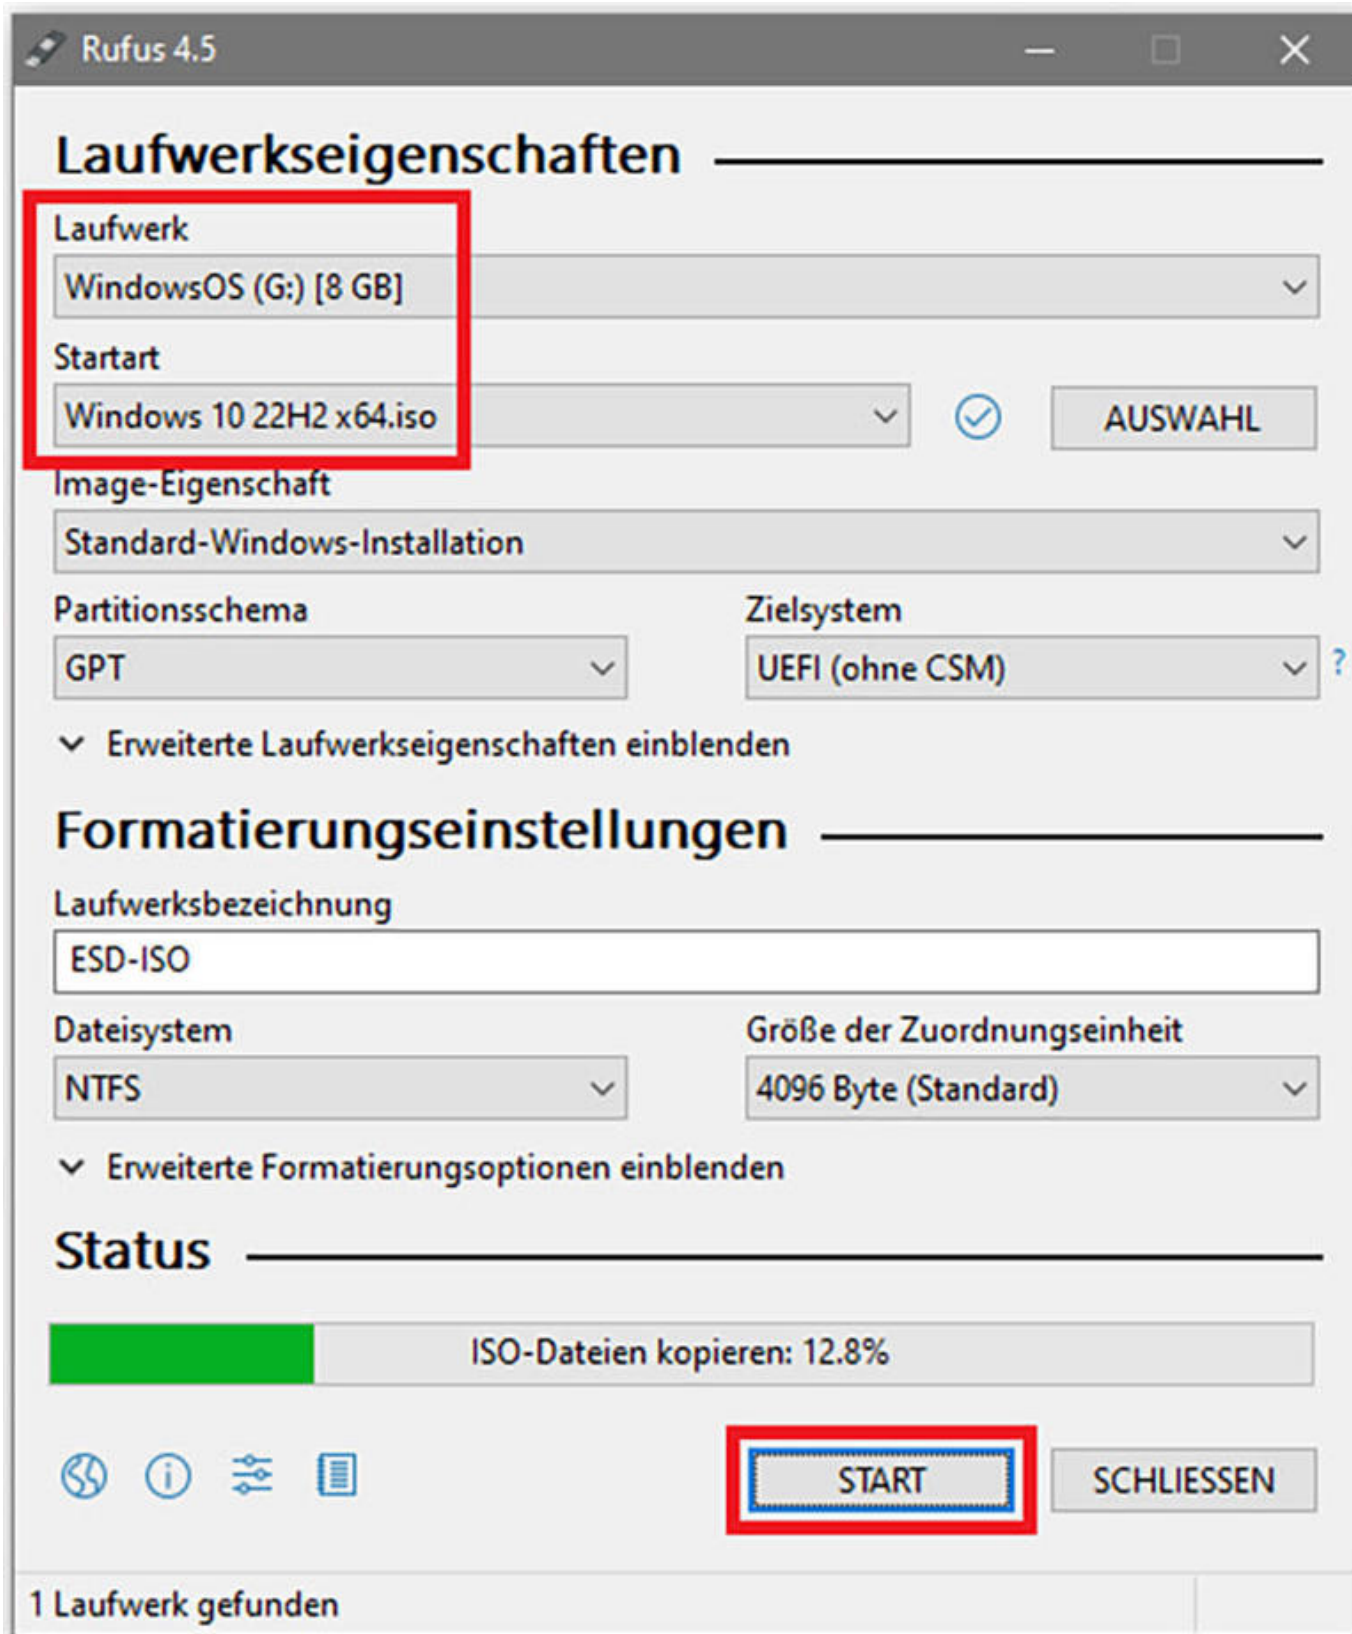 Rufus 4.5
Laufwerkseigenschaften
Laufwerk
WindowsOS (G:) [8 GB]
Startart
Windows 10 22H2 x64.iso
AUSWAHL
Image-Eigenschaft
Standard-Windows-Installation
Partitionsschema
Zielsystem
GPT
UEFI (ohne CSM)
?
Erweiterte Laufwerkseigenschaften einblenden
Formatierungseinstellungen
Laufwerksbezeichnung
ESD-ISO
Dateisystem
Größe der Zuordnungseinheit
NTFS
4096 Byte (Standard)
Erweiterte Formatierungsoptionen einblenden
Status
ISO-Dateien kopieren: 12.8%
START
SCHLIESSEN
1 Laufwerk gefunden